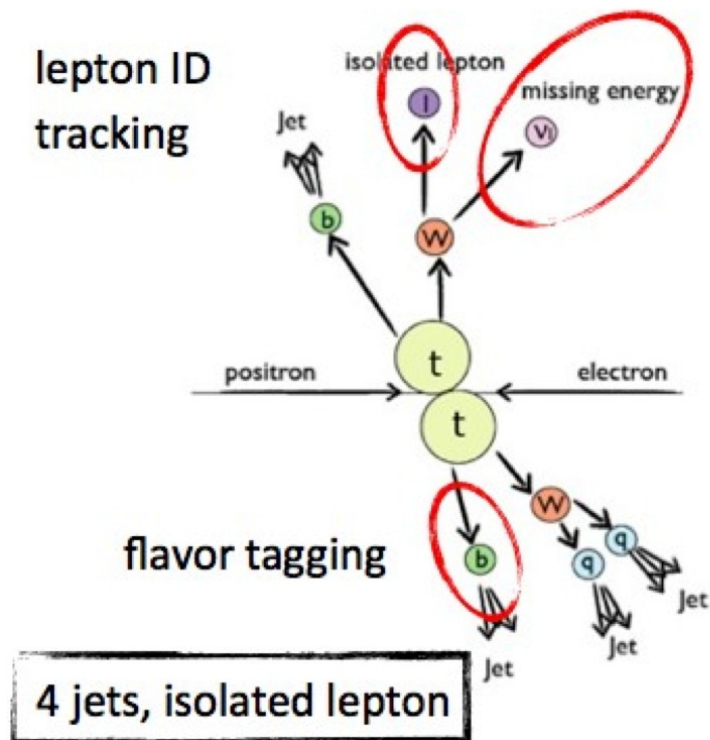 lepton ID
tracking
isolated lepton
missing energy
l
ν_l
Jet
b
W
t
positron
electron
t
W
flavor tagging
b
q
q
Jet
Jet
Jet
4 jets, isolated lepton